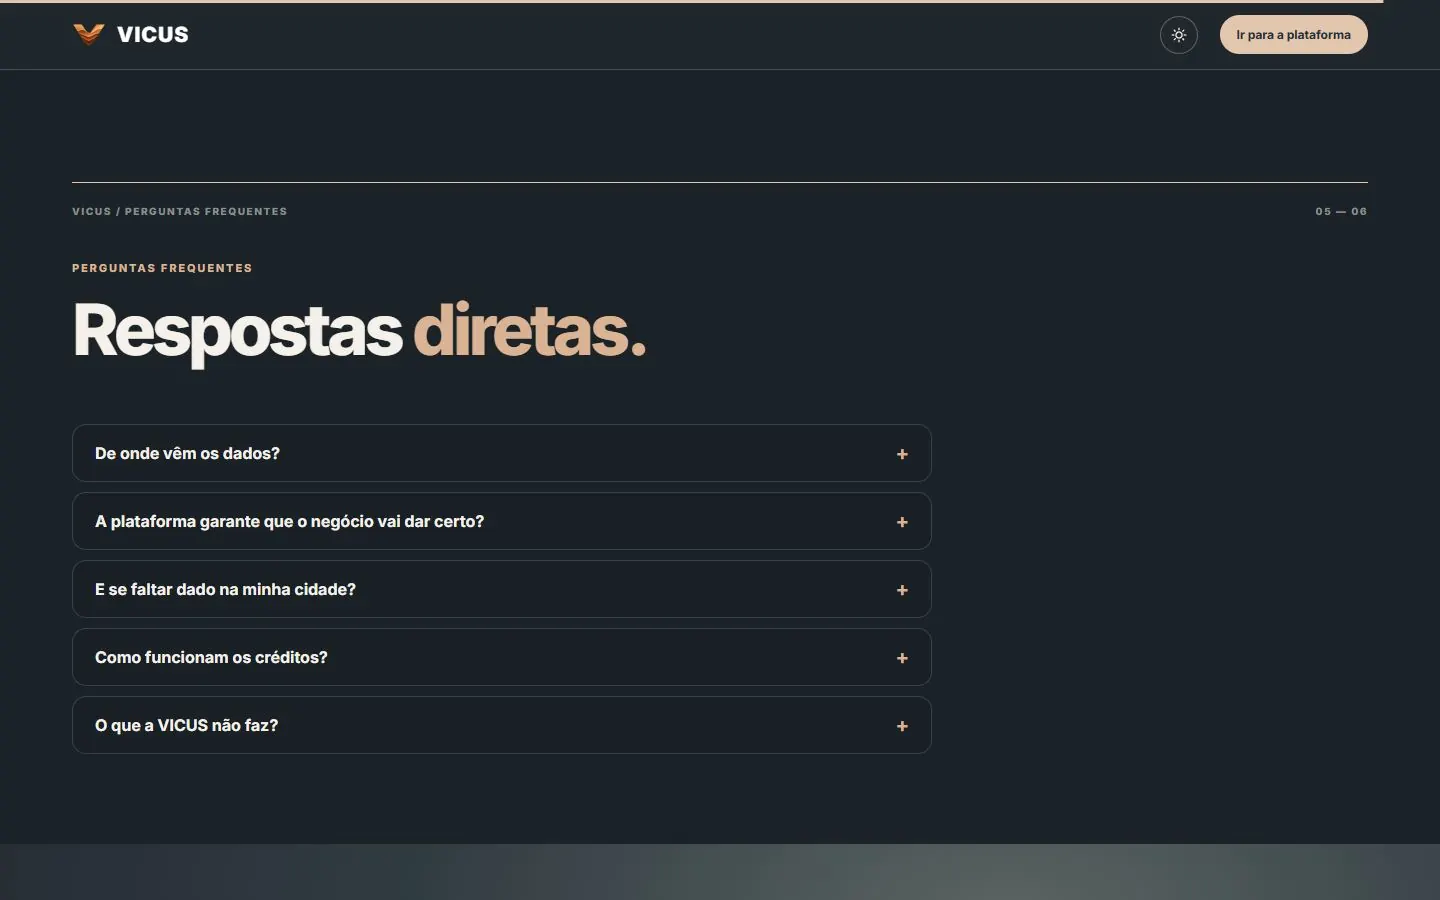 VICUS
Ir para a plataforma
VICUS / PERGUNTAS FREQUENTES
05 — 06
PERGUNTAS FREQUENTES
Respostas diretas.
De onde vêm os dados?
+
A plataforma garante que o negócio vai dar certo?
+
E se faltar dado na minha cidade?
+
Como funcionam os créditos?
+
O que a VICUS não faz?
+